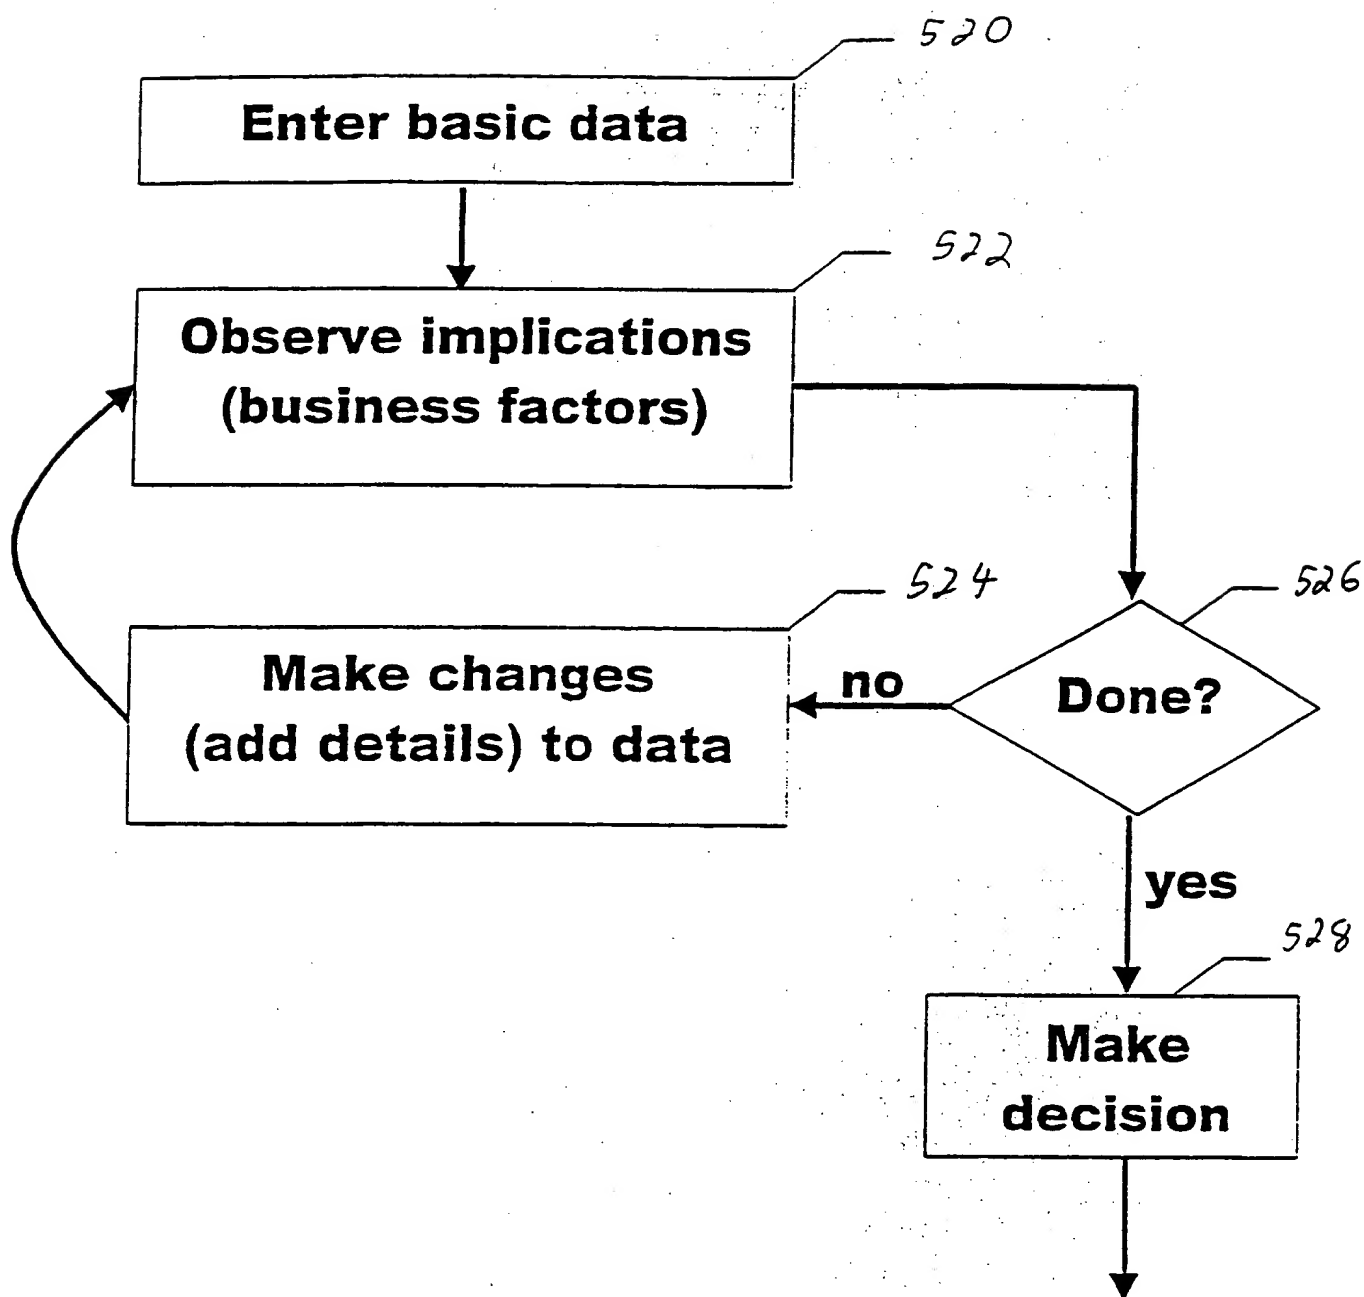 520
Enter basic data
522
Observe implications
(business factors)
524
526
Make changes
(add details) to data
no
Done?
yes
528
Make
decision